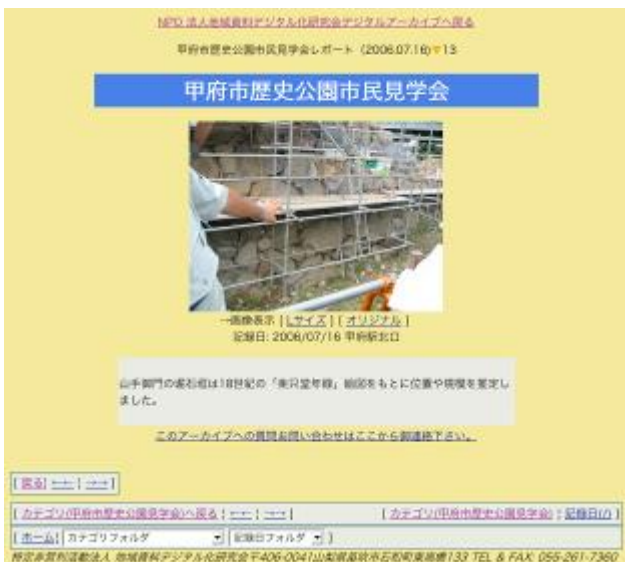 NPO 法人地域資料デジタル化研究会デジタルアーカイブへ戻る
甲府市歴史公園市民見学会レポート (2006.07.16)▼13
甲府市歴史公園市民見学会
→画像表示 [ Lサイズ ] [ オリジナル ]
記録日: 2006/07/16 甲府駅北口
山手御門の堀石垣は18世紀の「楽只堂年録」絵図をもとに位置や規模を推定し
ました。
このアーカイブへの質問お問い合わせはここから御連絡下さい。
[ 戻る| ←← | →→ ]
[ カテゴリ(甲府市歴史公園見学会)へ戻る | ←← | →→ ] [ カテゴリ(甲府市歴史公園見学会) | 記録日(/) ]
[ ホーム| カテゴリフォルダ 記録日フォルダ ]
特定非営利活動法人 地域資料デジタル化研究会〒406-0041山梨県笛吹市石和町東高橋133 TEL & FAX 055-261-7360